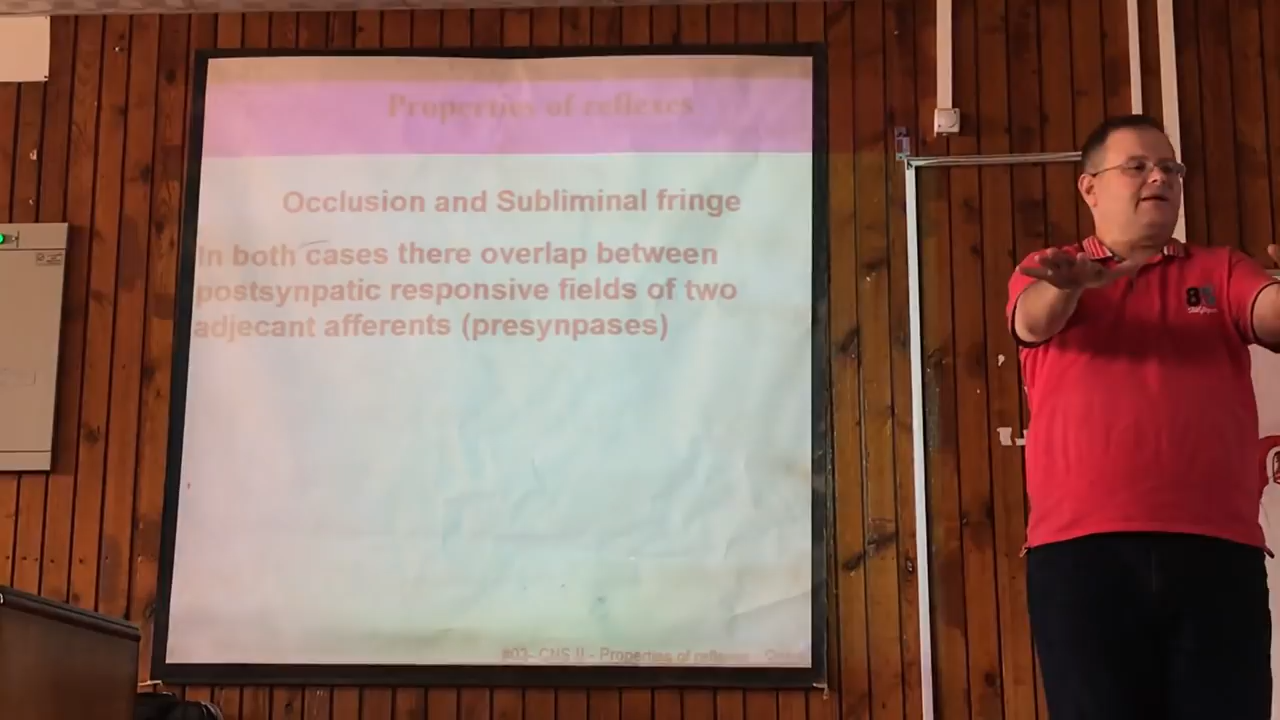 Properties of reflexes
Occlusion and Subliminal fringe
In both cases there overlap between
postsynpatic responsive fields of two
adjecant afferents (presynpases)
#03- CNS II - Properties of reflexes